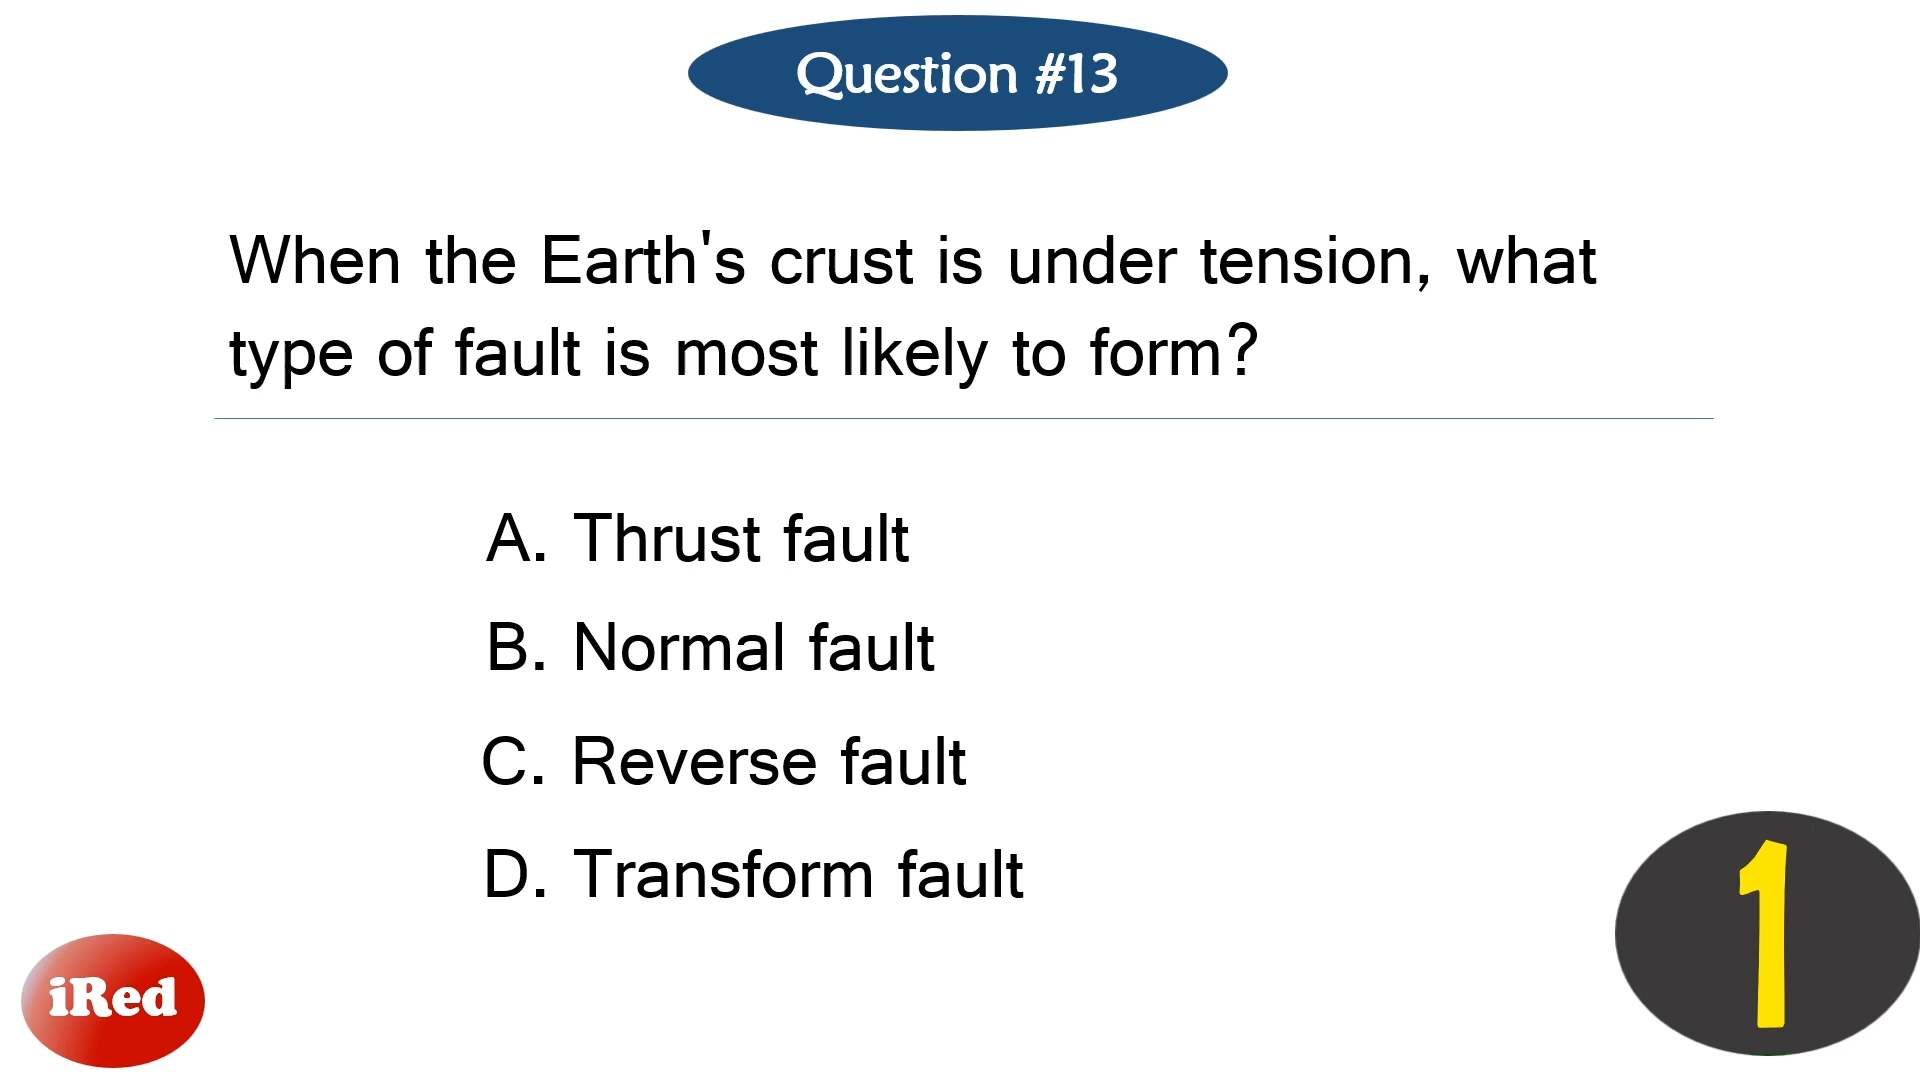 Question #13
When the Earth's crust is under tension, what
type of fault is most likely to form?
A. Thrust fault
B. Normal fault
C. Reverse fault
D. Transform fault
iRed
1